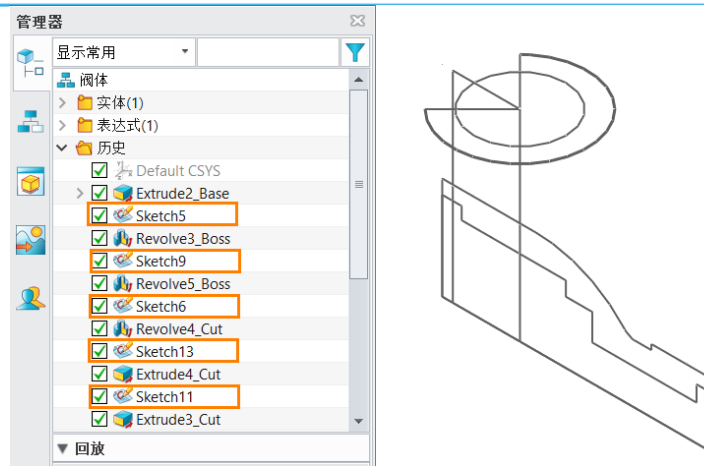 管理器
显示常用
阀体
实体(1)
表达式(1)
历史
Default CSYS
Extrude2_Base
Sketch5
Revolve3_Boss
Sketch9
Revolve5_Boss
Sketch6
Revolve4_Cut
Sketch13
Extrude4_Cut
Sketch11
Extrude3_Cut
回放